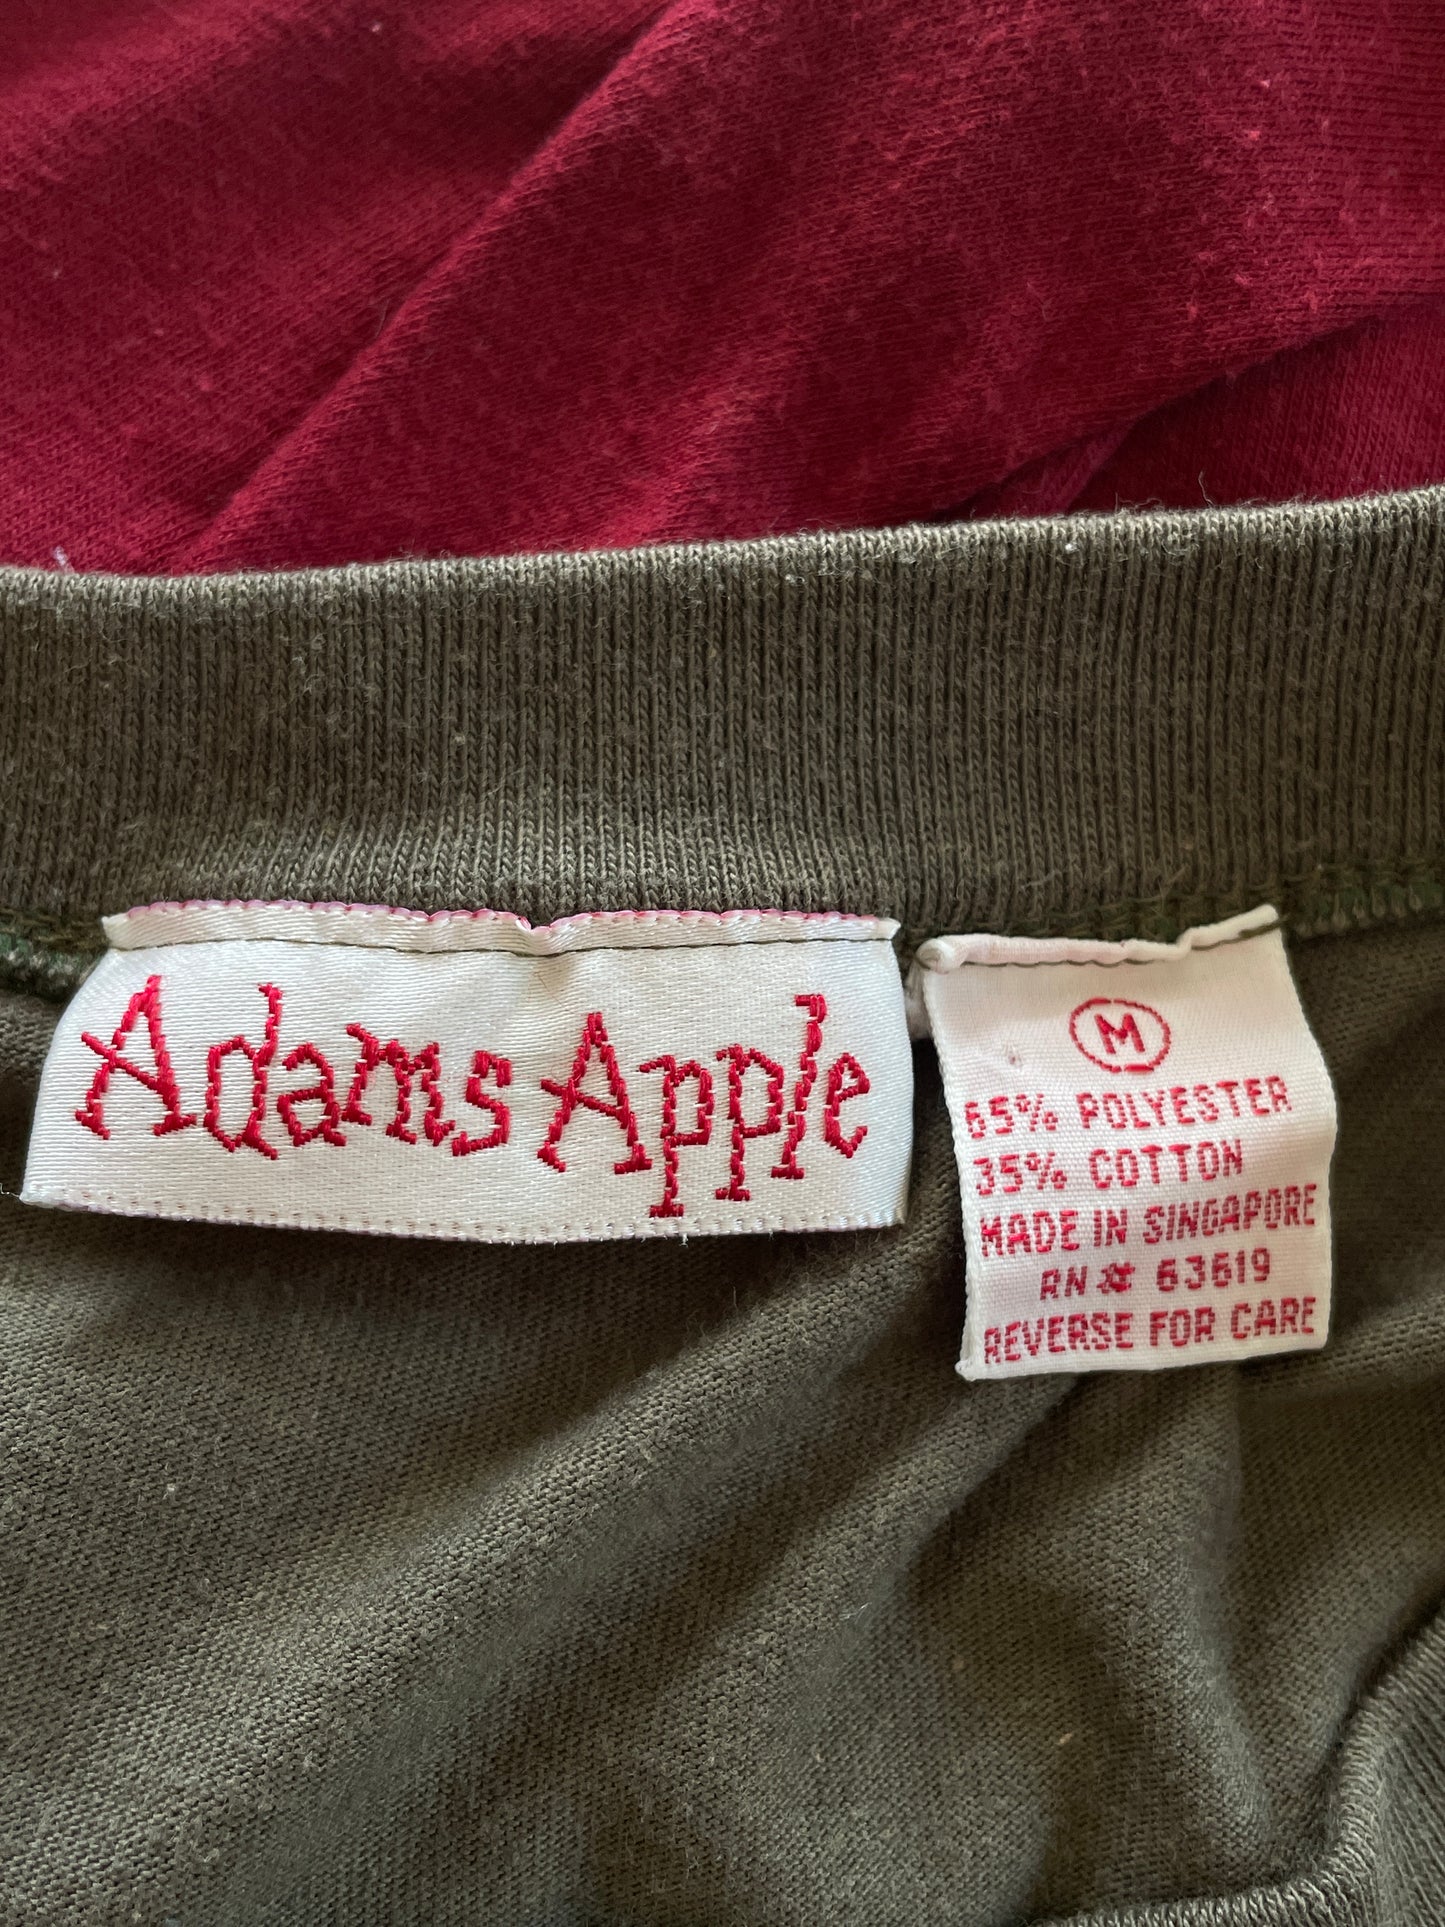 Adams Apple
M
65% POLYESTER
35% COTTON
MADE IN SINGAPORE
RN # 63619
REVERSE FOR CARE